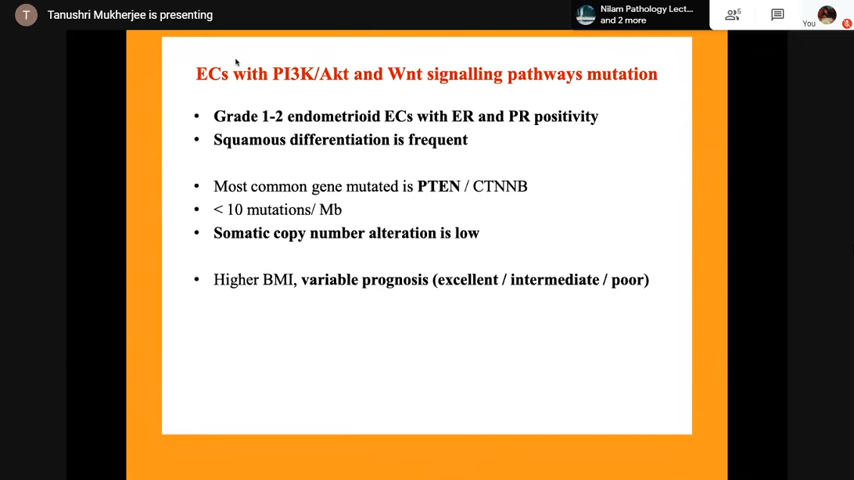 T
Tanushri Mukherjee is presenting
Nilam Pathology Lect...
and 2 more
6
You
ECs with PI3K/Akt and Wnt signalling pathways mutation
• Grade 1-2 endometrioid ECs with ER and PR positivity
• Squamous differentiation is frequent
• Most common gene mutated is PTEN / CTNNB
• < 10 mutations/ Mb
• Somatic copy number alteration is low
• Higher BMI, variable prognosis (excellent / intermediate / poor)